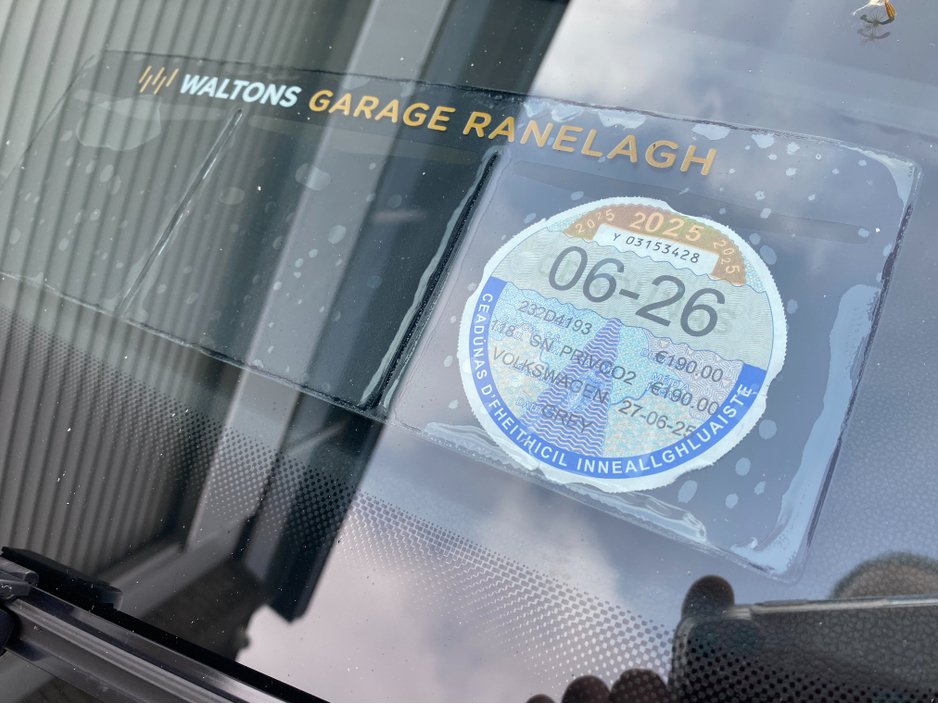 WALTONS GARAGE RANELAGH
2025 2025 2025
Y 03153428
06-26
232D4193
118 SN PRIVCO2 €190.00
VOLKSWAGEN €190.00
GREY 27-06-25
CEADÚNAS D'FHEITHICIL INNEALLGHLUAISTE